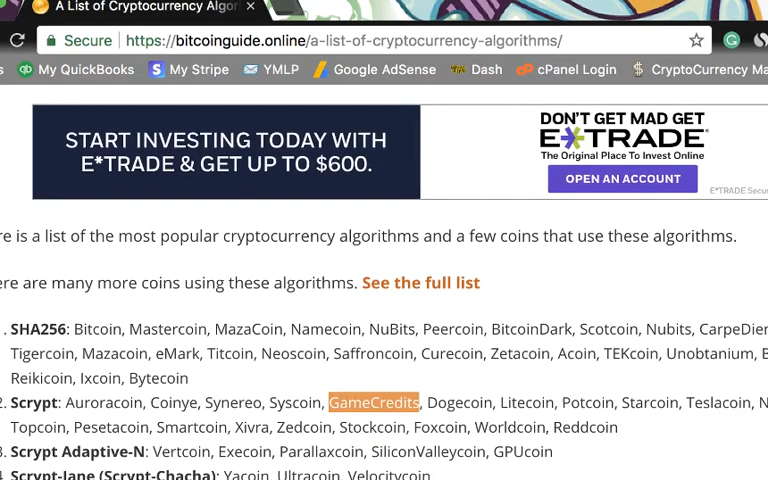 A List of Cryptocurrency Algor
Secure https://bitcoinguide.online/a-list-of-cryptocurrency-algorithms/
My QuickBooks My Stripe YMLP Google AdSense Dash cPanel Login CryptoCurrency Ma
START INVESTING TODAY WITH
E*TRADE & GET UP TO $600.
DON'T GET MAD GET
E*TRADE
The Original Place To Invest Online
OPEN AN ACCOUNT
E*TRADE Secu
re is a list of the most popular cryptocurrency algorithms and a few coins that use these algorithms.
ere are many more coins using these algorithms. See the full list
. SHA256: Bitcoin, Mastercoin, MazaCoin, Namecoin, NuBits, Peercoin, BitcoinDark, Scotcoin, Nubits, CarpeDien
Tigercoin, Mazacoin, eMark, Titcoin, Neoscoin, Saffroncoin, Curecoin, Zetacoin, Acoin, TEKcoin, Unobtanium, B
Reikicoin, Ixcoin, Bytecoin
2. Scrypt: Auroracoin, Coinye, Synereo, Syscoin, GameCredits, Dogecoin, Litecoin, Potcoin, Starcoin, Teslacoin, N
Topcoin, Pesetacoin, Smartcoin, Xivra, Zedcoin, Stockcoin, Foxcoin, Worldcoin, Reddcoin
3. Scrypt Adaptive-N: Vertcoin, Execoin, Parallaxcoin, SiliconValleycoin, GPUcoin
4. Scrypt-Jane (Scrypt-Chacha): Yacoin, Ultracoin, Velocitycoin